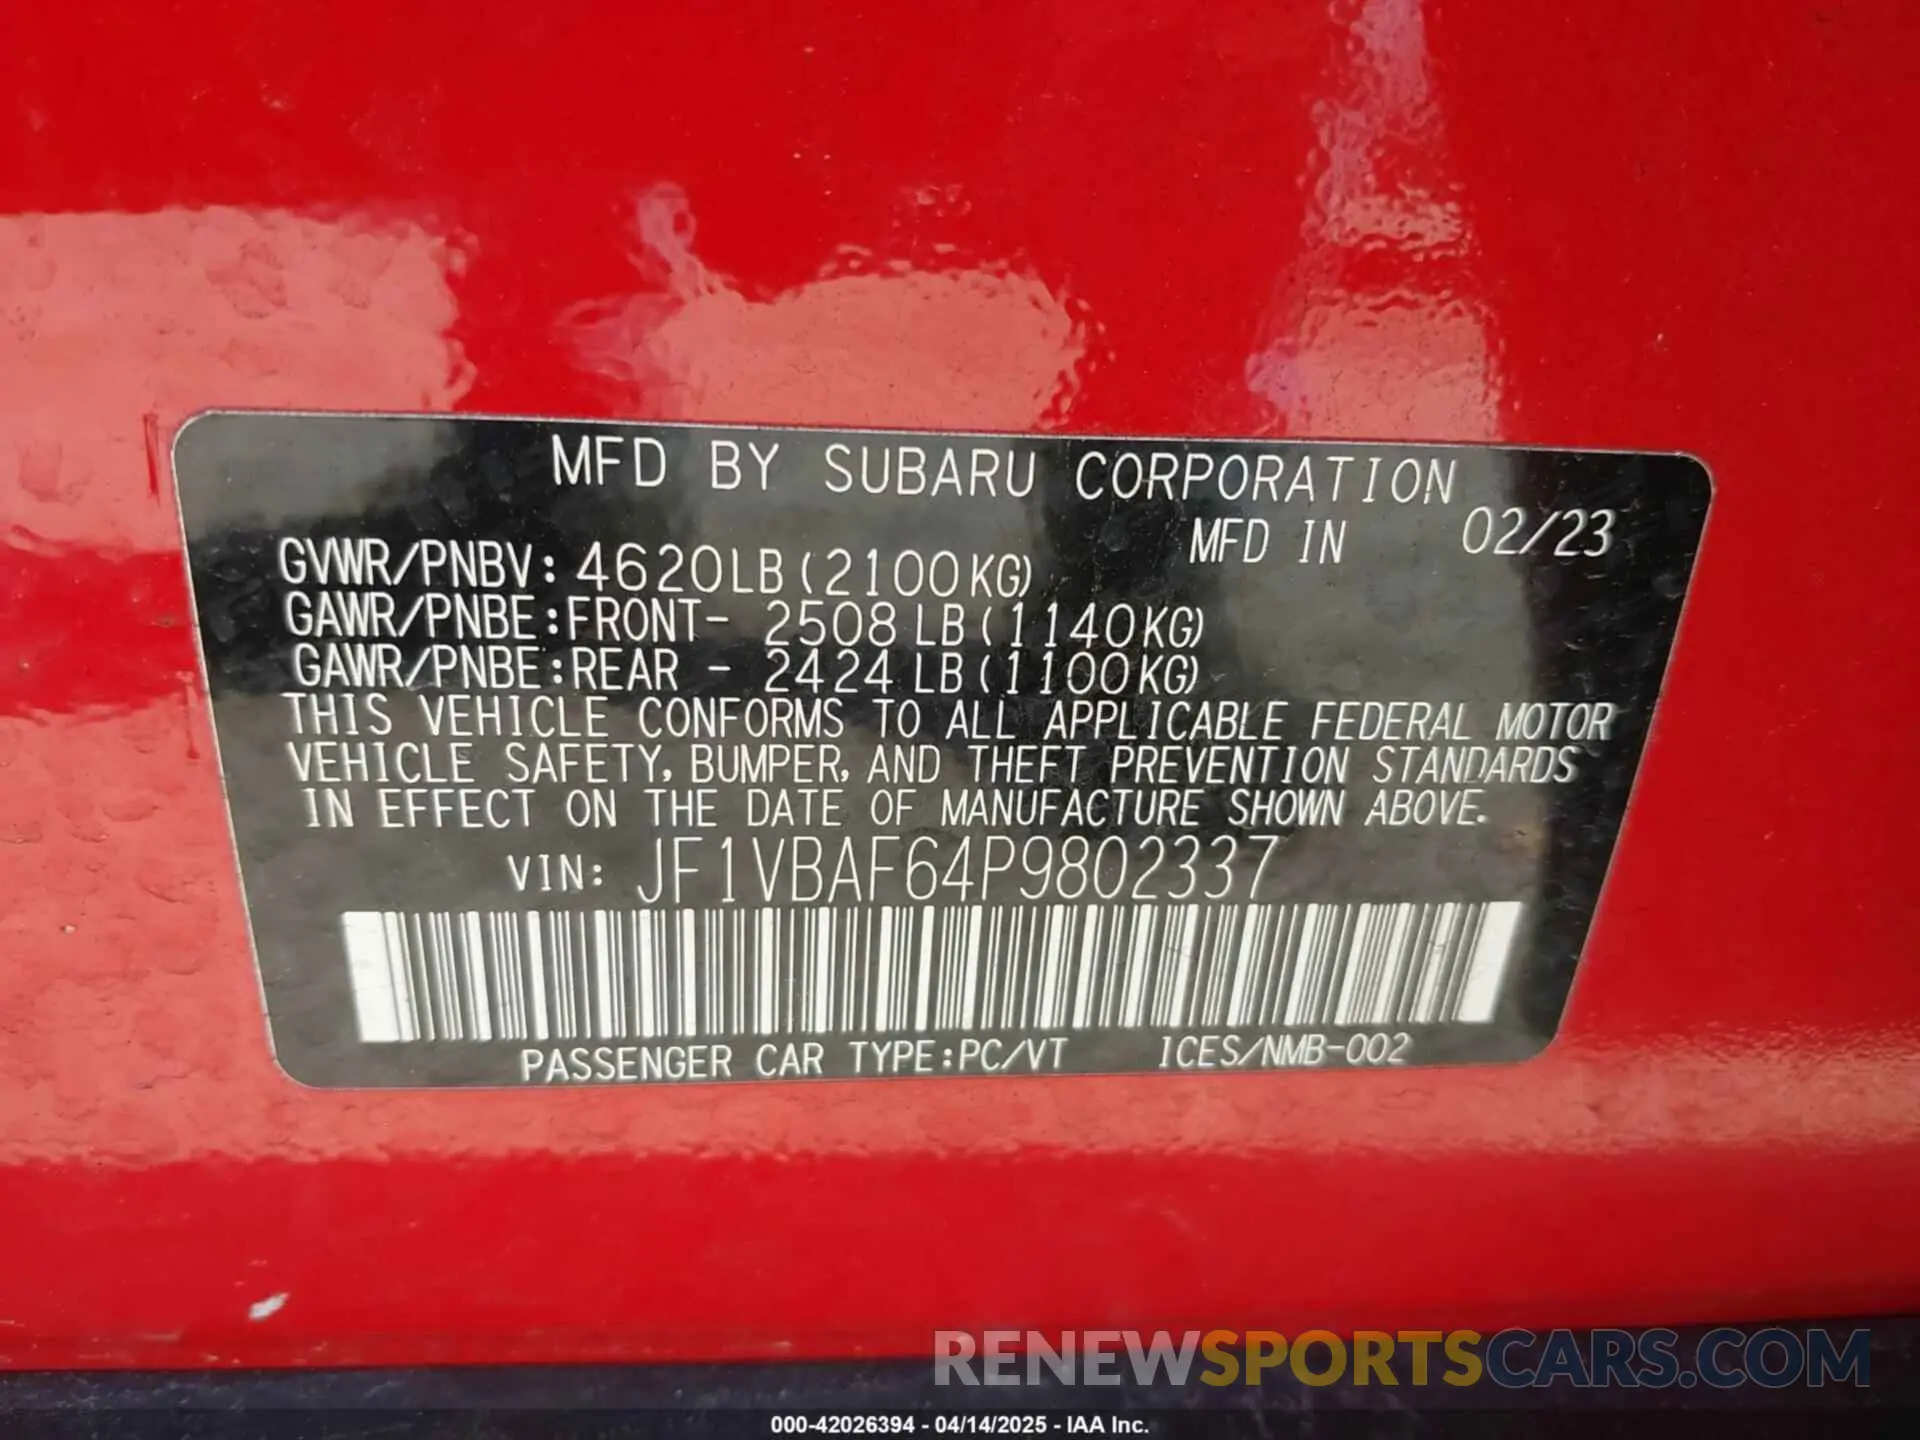 MFD BY SUBARU CORPORATION
MFD IN 02/23
GVWR/PNBV: 4620LB (2100KG)
GAWR/PNBE:FRONT- 2508 LB (1140KG)
GAWR/PNBE:REAR - 2424 LB (1100KG)
THIS VEHICLE CONFORMS TO ALL APPLICABLE FEDERAL MOTOR
VEHICLE SAFETY, BUMPER, AND THEFT PREVENTION STANDARDS
IN EFFECT ON THE DATE OF MANUFACTURE SHOWN ABOVE.
VIN: JF1VBAF64P9802337
PASSENGER CAR TYPE:PC/VT ICES/NMB-002
RENEWSPORTSCARS.COM
000-42026394 - 04/14/2025 - IAA Inc.